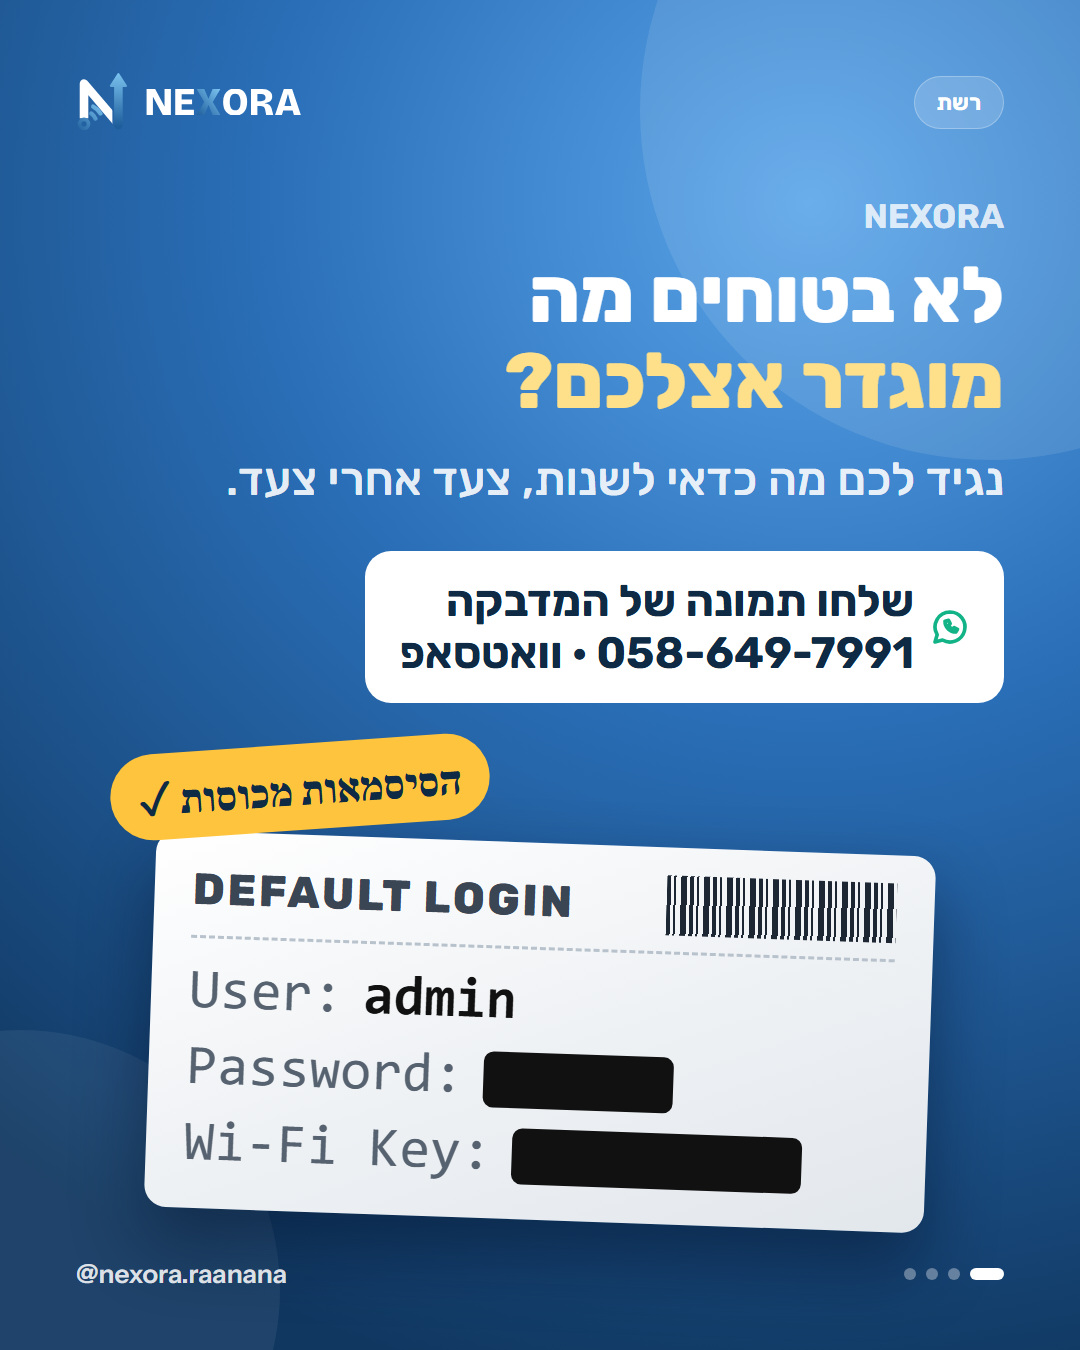 NEXORA
רשת
NEXORA
לא בטוחים מה
מוגדר אצלכם?
נגיד לכם מה כדאי לשנות, צעד אחרי צעד.
שלחו תמונה של המדבקה
058-649-7991 • וואטסאפ
הסיסמאות מכוסות ✓
DEFAULT LOGIN
User: admin
Password:
Wi-Fi Key:
@nexora.raanana